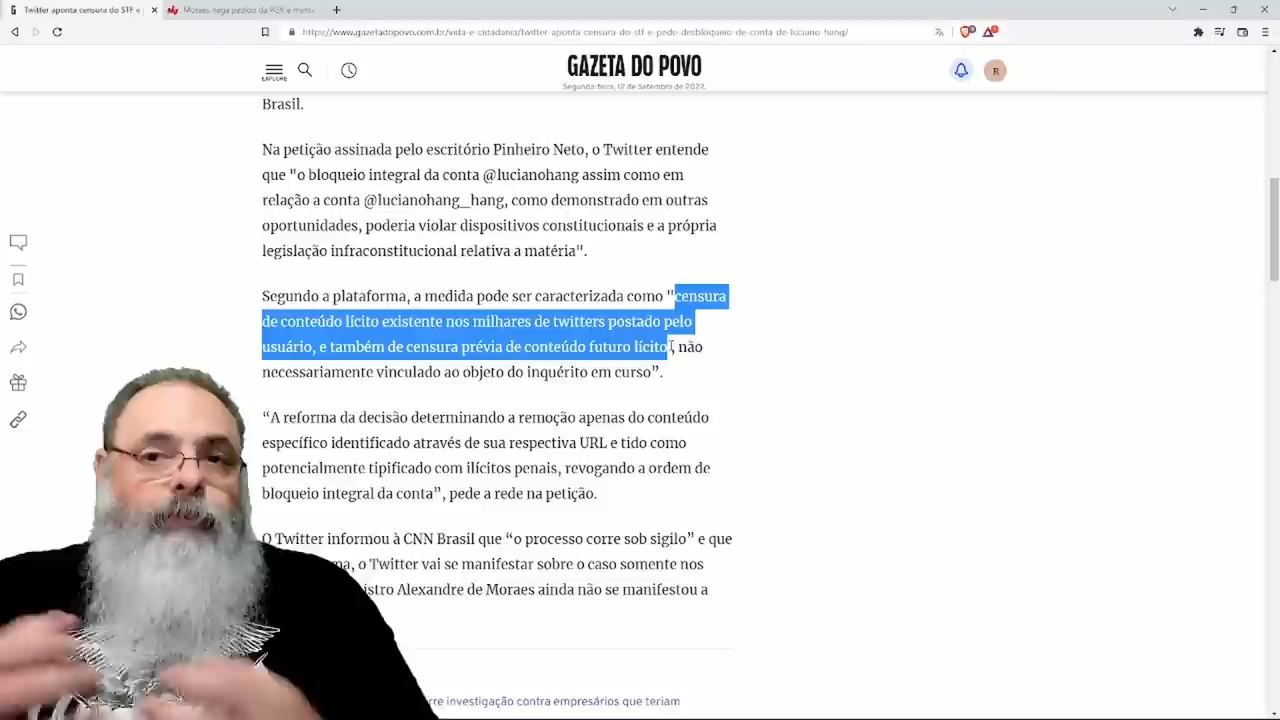 Twitter aponta censura do STF e
Moraes nega pedido da PGR e mante
https://www.gazetadopovo.com.br/vida-e-cidadania/twitter-aponta-censura-do-stf-e-pede-desbloqueio-de-conta-de-luciano-hang/
EXPLORE
GAZETA DO POVO
R
Segunda-feira, 12 de Setembro de 2022.
Brasil.
Na petição assinada pelo escritório Pinheiro Neto, o Twitter entende
que "o bloqueio integral da conta @lucianohang assim como em
relação a conta @lucianohang_hang, como demonstrado em outras
oportunidades, poderia violar dispositivos constitucionais e a própria
legislação infraconstitucional relativa a matéria".
Segundo a plataforma, a medida pode ser caracterizada como "censura
de conteúdo lícito existente nos milhares de twitters postado pelo
usuário, e também de censura prévia de conteúdo futuro lícito, não
necessariamente vinculado ao objeto do inquérito em curso”.
“A reforma da decisão determinando a remoção apenas do conteúdo
específico identificado através de sua respectiva URL e tido como
potencialmente tipificado com ilícitos penais, revogando a ordem de
bloqueio integral da conta”, pede a rede na petição.
O Twitter informou à CNN Brasil que “o processo corre sob sigilo” e que
o Twitter vai se manifestar sobre o caso somente nos
Alexandre de Moraes ainda não se manifestou a
investigação contra empresários que teriam